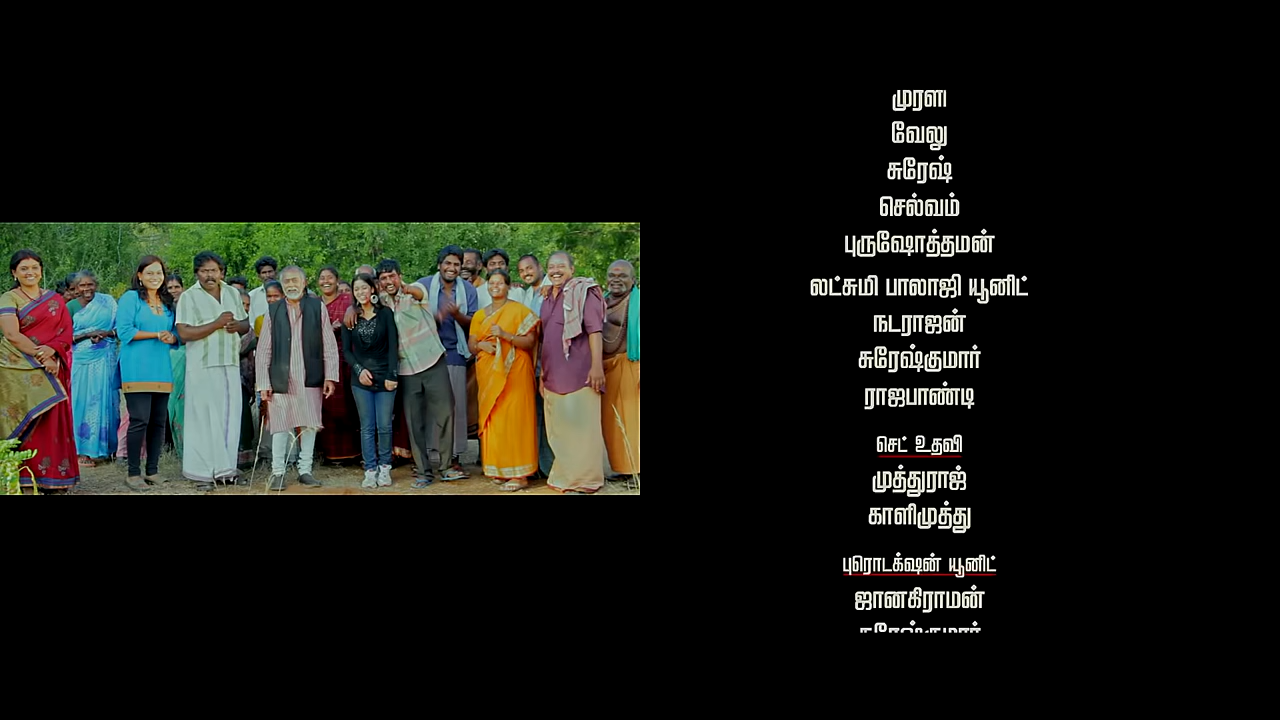 முரளி
வேலு
சுரேஷ்
செல்வம்
புருஷோத்தமன்
லட்சுமி பாலாஜி யூனிட்
நடராஜன்
சுரேஷ்குமார்
ராஜபாண்டி
செட் உதவி
முத்துராஜ்
காளிமுத்து
புரொடக்ஷன் யூனிட்
ஜானகிராமன்
சுரேஷ்குமார்